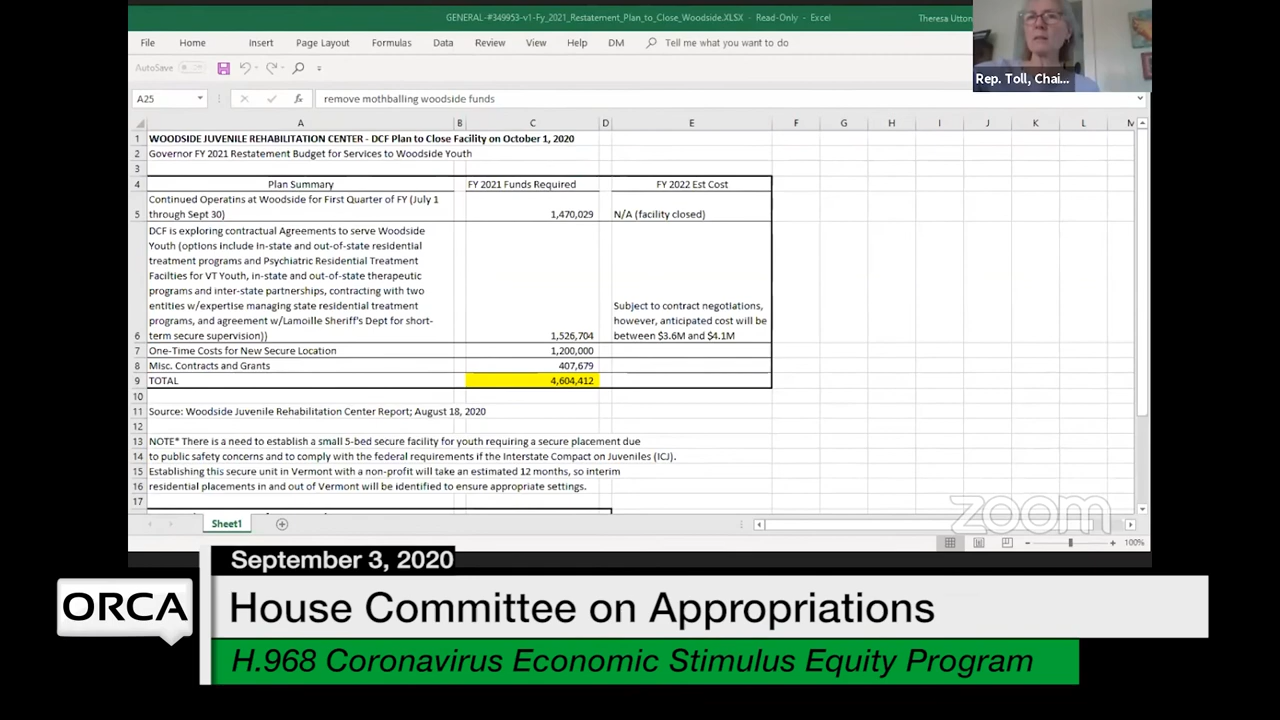 GENERAL-#349953-v1-Fy_2021_Restatement_Plan_to_Close_Woodside.XLSX - Read-Only - Excel
Theresa Utton
File Home Insert Page Layout Formulas Data Review View Help DM Tell me what you want to do
AutoSave Off
Rep. Toll, Chai...
A25 fx remove mothballing woodside funds
A B C D E F G H I J K L M
1 WOODSIDE JUVENILE REHABILITATION CENTER - DCF Plan to Close Facility on October 1, 2020
2 Governor FY 2021 Restatement Budget for Services to Woodside Youth
3
4 Plan Summary FY 2021 Funds Required FY 2022 Est Cost
Continued Operatins at Woodside for First Quarter of FY (July 1
5 through Sept 30) 1,470,029 N/A (facility closed)
DCF is exploring contractual Agreements to serve Woodside
Youth (options include In-state and out-of-state residential
treatment programs and Psychiatric Residential Treatment
Facilties for VT Youth, in-state and out-of-state therapeutic
programs and inter-state partnerships, contracting with two
entities w/expertise managing state residential treatment Subject to contract negotiations,
programs, and agreement w/Lamoille Sheriff's Dept for short- however, anticipated cost will be
6 term secure supervision)) 1,526,704 between $3.6M and $4.1M
7 One-Time Costs for New Secure Location 1,200,000
8 Misc. Contracts and Grants 407,679
9 TOTAL 4,604,412
10
11 Source: Woodside Juvenile Rehabilitation Center Report; August 18, 2020
12
13 NOTE* There is a need to establish a small 5-bed secure facility for youth requiring a secure placement due
14 to public safety concerns and to comply with the federal requirements if the Interstate Compact on Juveniles (ICJ).
15 Establishing this secure unit in Vermont with a non-profit will take an estimated 12 months, so interim
16 residential placements in and out of Vermont will be identified to ensure appropriate settings.
17
Sheet1
zoom
100%
September 3, 2020
ORCA
House Committee on Appropriations
H.968 Coronavirus Economic Stimulus Equity Program